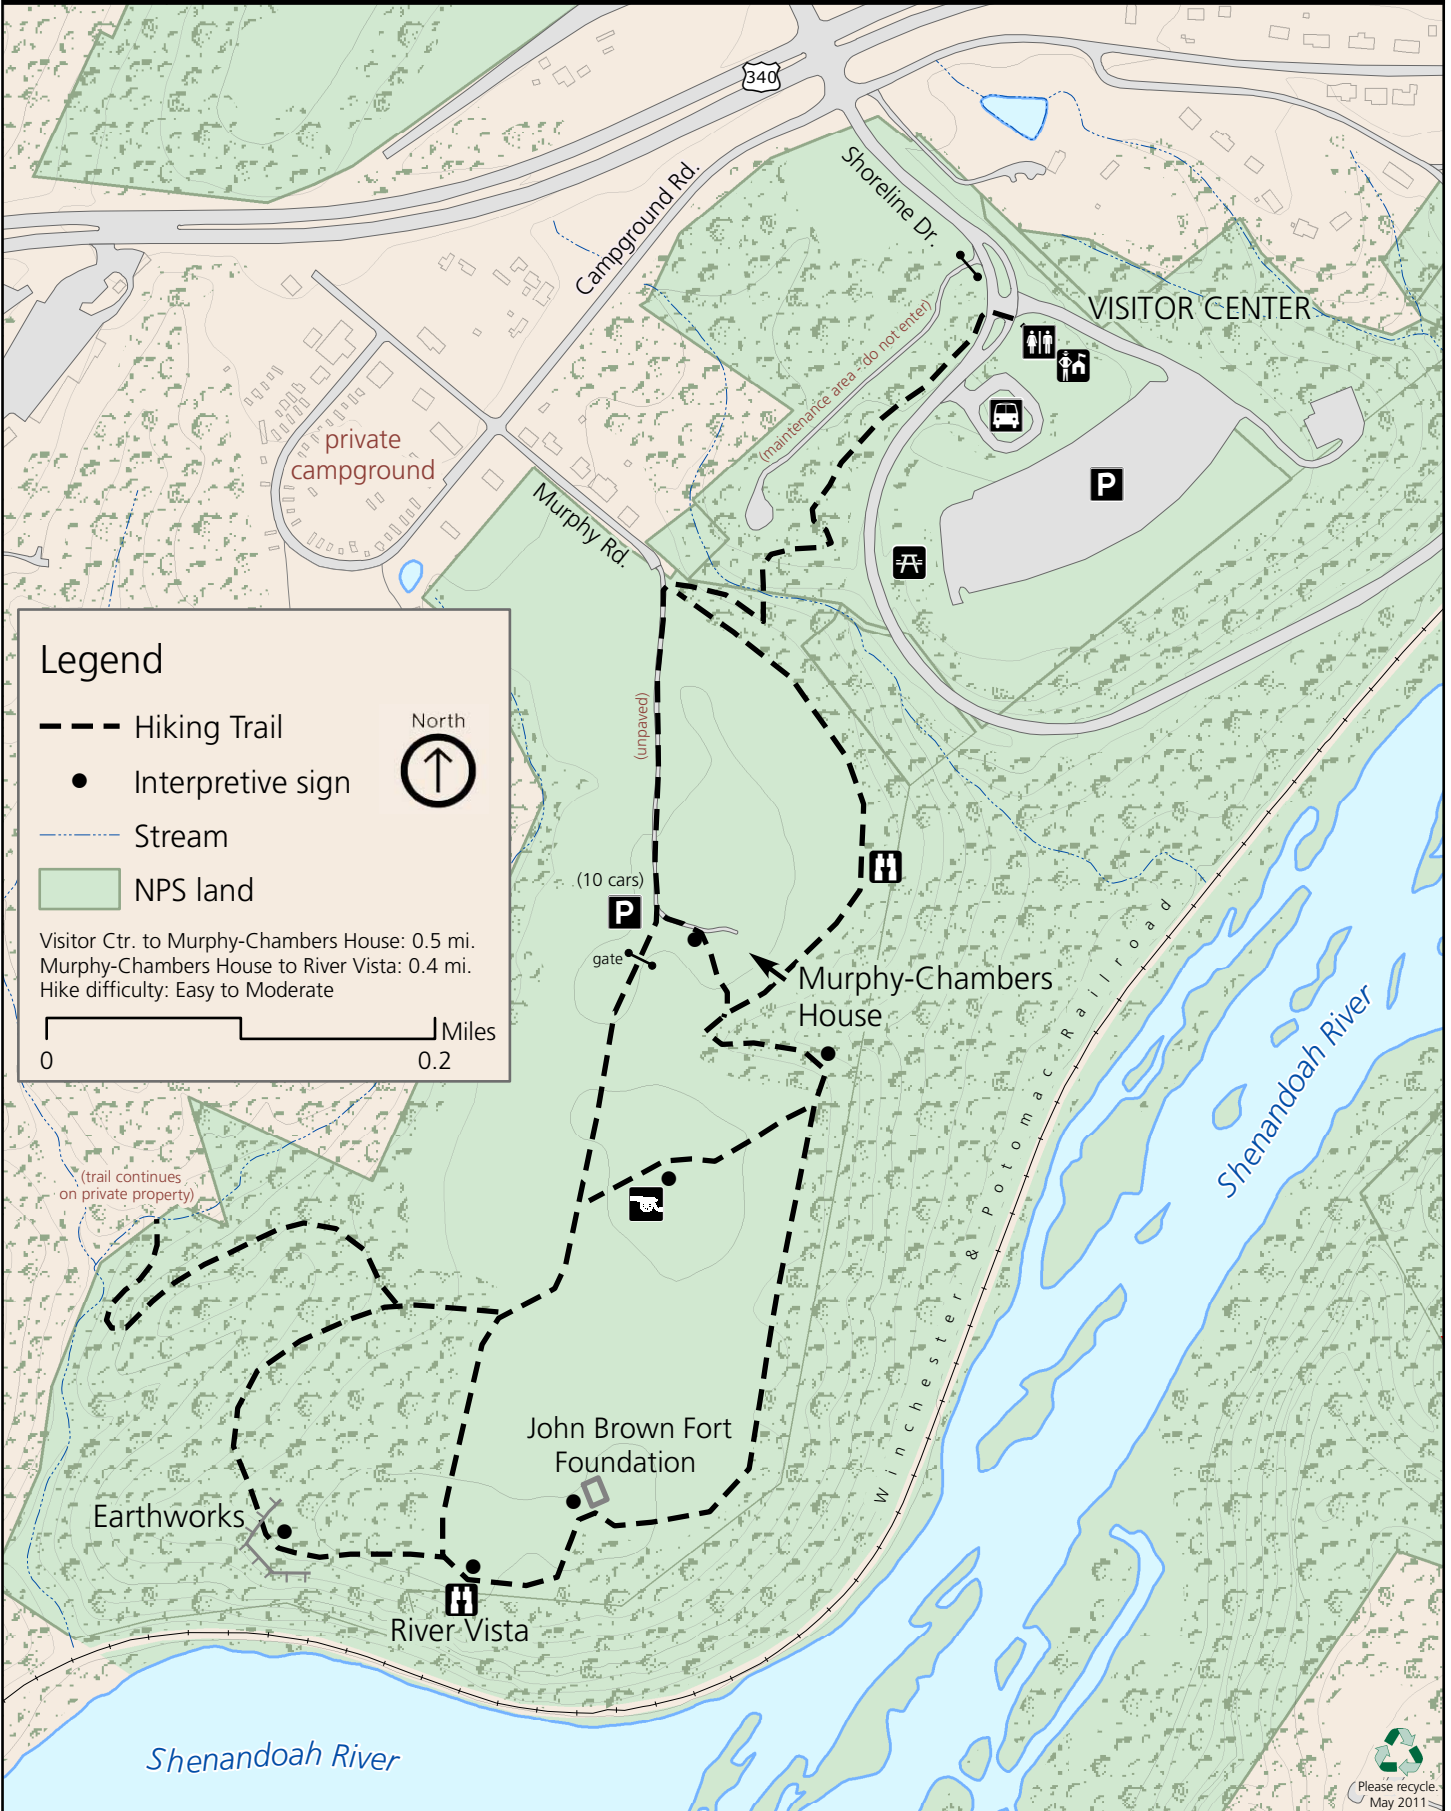 340
Campground Rd.
Shoreline Dr.
VISITOR CENTER
(maintenance area - do not enter)
private
campground
P
Murphy Rd.
Legend
Hiking Trail
North
Interpretive sign
Stream
NPS land
Visitor Ctr. to Murphy-Chambers House: 0.5 mi.
Murphy-Chambers House to River Vista: 0.4 mi.
Hike difficulty: Easy to Moderate
Miles
0
0.2
(unpaved)
(10 cars)
P
gate
Murphy-Chambers
House
Winchester & Potomac Railroad
Shenandoah River
(trail continues
on private property)
John Brown Fort
Foundation
Earthworks
River Vista
Shenandoah River
Please recycle.
May 2011